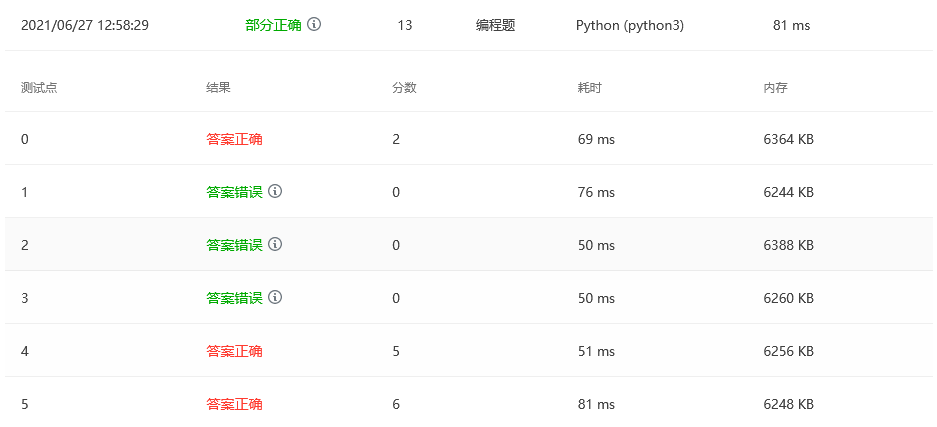 2021/06/27 12:58:29 部分正确 13 编程题 Python (python3) 81 ms
测试点 结果 分数 耗时 内存
0 答案正确 2 69 ms 6364 KB
1 答案错误 0 76 ms 6244 KB
2 答案错误 0 50 ms 6388 KB
3 答案错误 0 50 ms 6260 KB
4 答案正确 5 51 ms 6256 KB
5 答案正确 6 81 ms 6248 KB